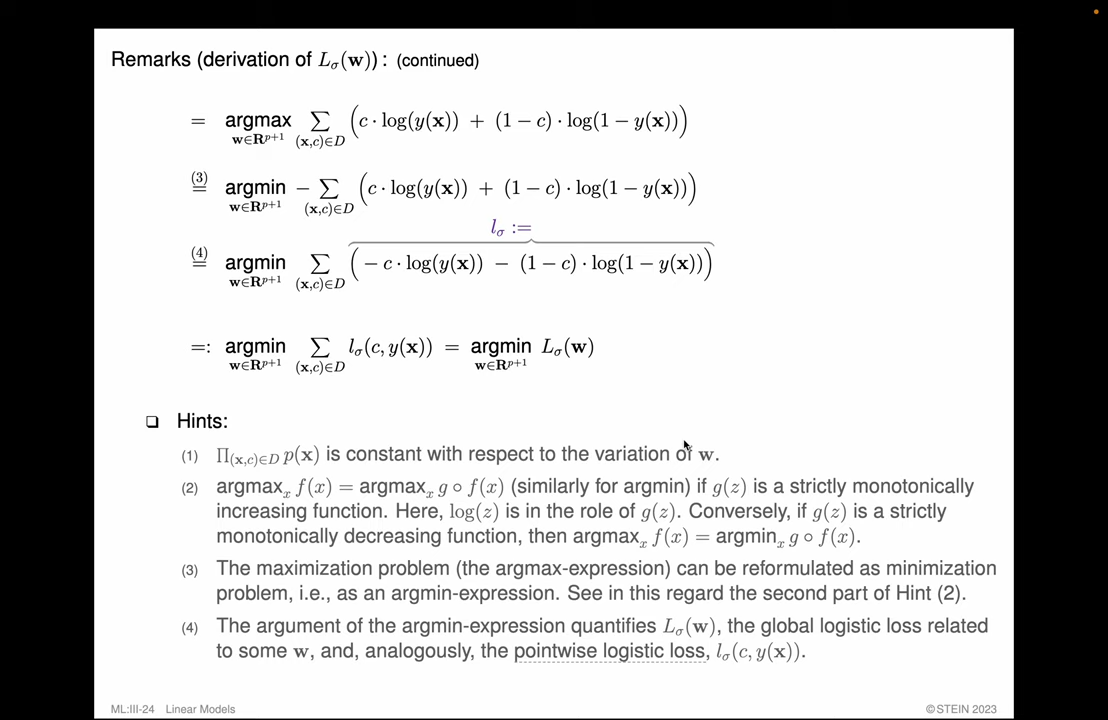 Remarks (derivation of L_σ(w)) : (continued)
= argmax_{w∈R^{p+1}} ∑_{(x,c)∈D} (c · log(y(x)) + (1 − c) · log(1 − y(x)))
(3)= argmin_{w∈R^{p+1}} − ∑_{(x,c)∈D} (c · log(y(x)) + (1 − c) · log(1 − y(x)))
l_σ :=
(4)= argmin_{w∈R^{p+1}} ∑_{(x,c)∈D} (− c · log(y(x)) − (1 − c) · log(1 − y(x)))
=: argmin_{w∈R^{p+1}} ∑_{(x,c)∈D} l_σ(c, y(x)) = argmin_{w∈R^{p+1}} L_σ(w)
❑ Hints:
(1) ∏_{(x,c)∈D} p(x) is constant with respect to the variation of w.
(2) argmax_x f(x) = argmax_x g ∘ f(x) (similarly for argmin) if g(z) is a strictly monotonically
increasing function. Here, log(z) is in the role of g(z). Conversely, if g(z) is a strictly
monotonically decreasing function, then argmax_x f(x) = argmin_x g ∘ f(x).
(3) The maximization problem (the argmax-expression) can be reformulated as minimization
problem, i.e., as an argmin-expression. See in this regard the second part of Hint (2).
(4) The argument of the argmin-expression quantifies L_σ(w), the global logistic loss related
to some w, and, analogously, the pointwise logistic loss, l_σ(c, y(x)).
ML:III-24 Linear Models
© STEIN 2023